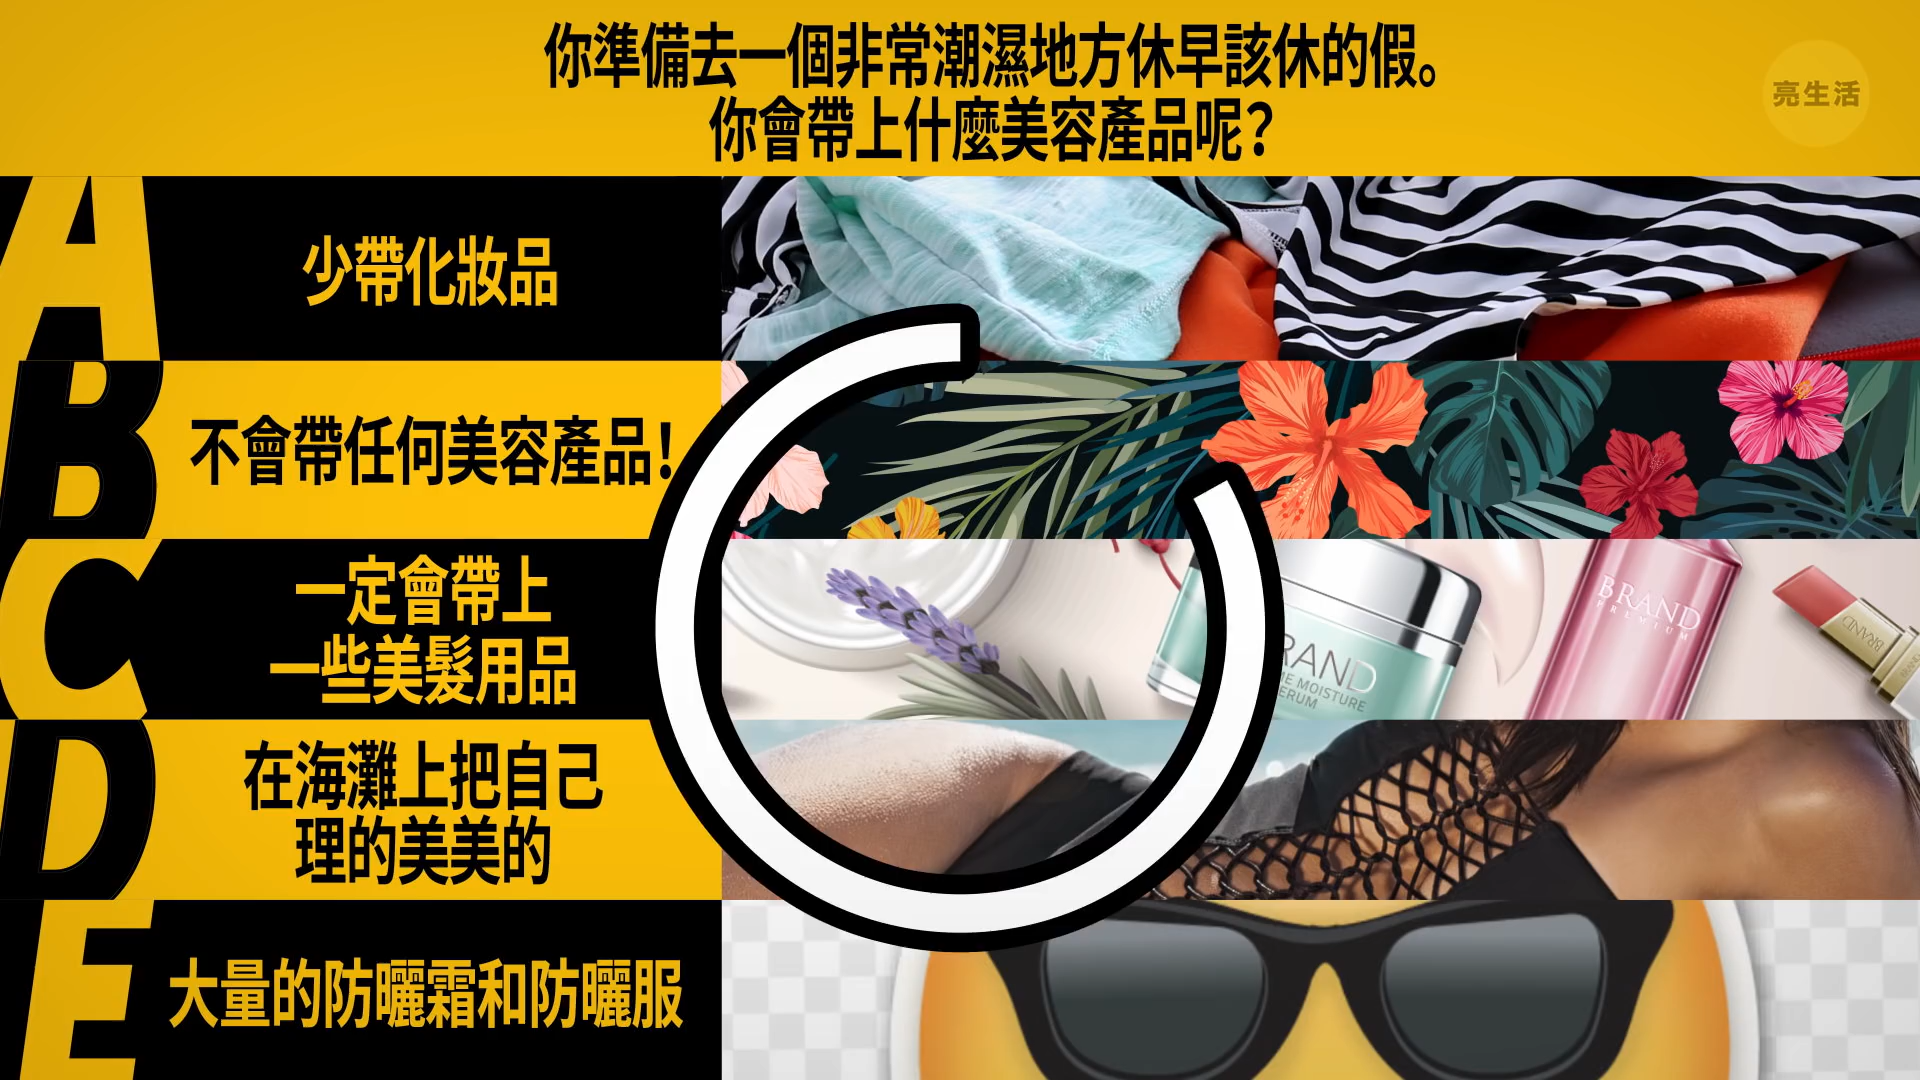 你準備去一個非常潮濕地方休早該休的假。
你會帶上什麼美容產品呢？
亮生活
A
少帶化妝品
B
不會帶任何美容產品！
C
一定會帶上
一些美髮用品
D
在海灘上把自己
理的美美的
E
大量的防曬霜和防曬服
RAND
ME MOISTURE
ERUM
BRAND
PREMIUM
BRAND